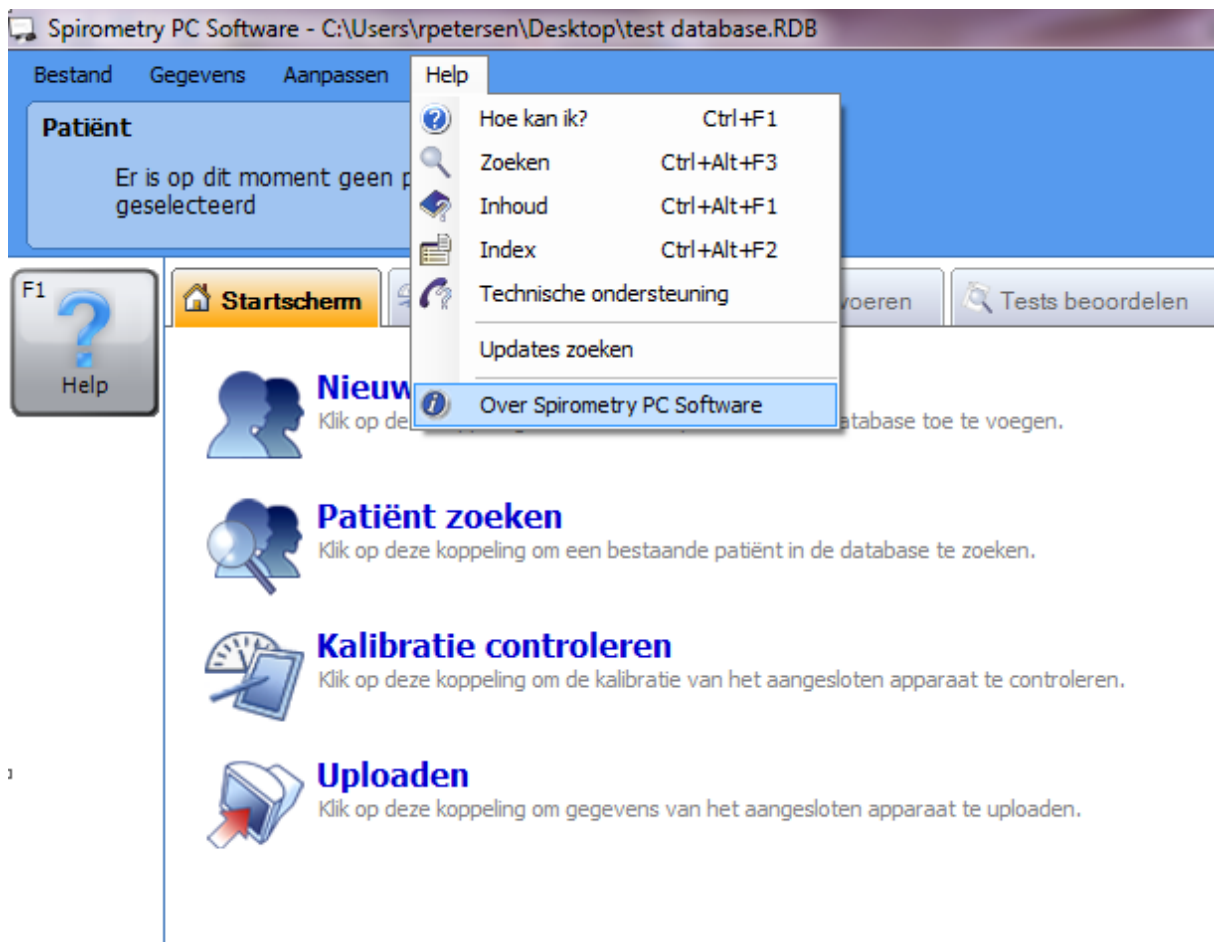 Spirometry PC Software - C:\Users\rpetersen\Desktop\test database.RDB
Bestand Gegevens Aanpassen Help
Patiënt
Er is op dit moment geen
geselecteerd
Hoe kan ik? Ctrl+F1
Zoeken Ctrl+Alt+F3
Inhoud Ctrl+Alt+F1
Index Ctrl+Alt+F2
Technische ondersteuning
Updates zoeken
Over Spirometry PC Software
F1
Help
Startscherm voeren Tests beoordelen
Nieuw
Klik op de atabase toe te voegen.
Patiënt zoeken
Klik op deze koppeling om een bestaande patiënt in de database te zoeken.
Kalibratie controleren
Klik op deze koppeling om de kalibratie van het aangesloten apparaat te controleren.
Uploaden
Klik op deze koppeling om gegevens van het aangesloten apparaat te uploaden.